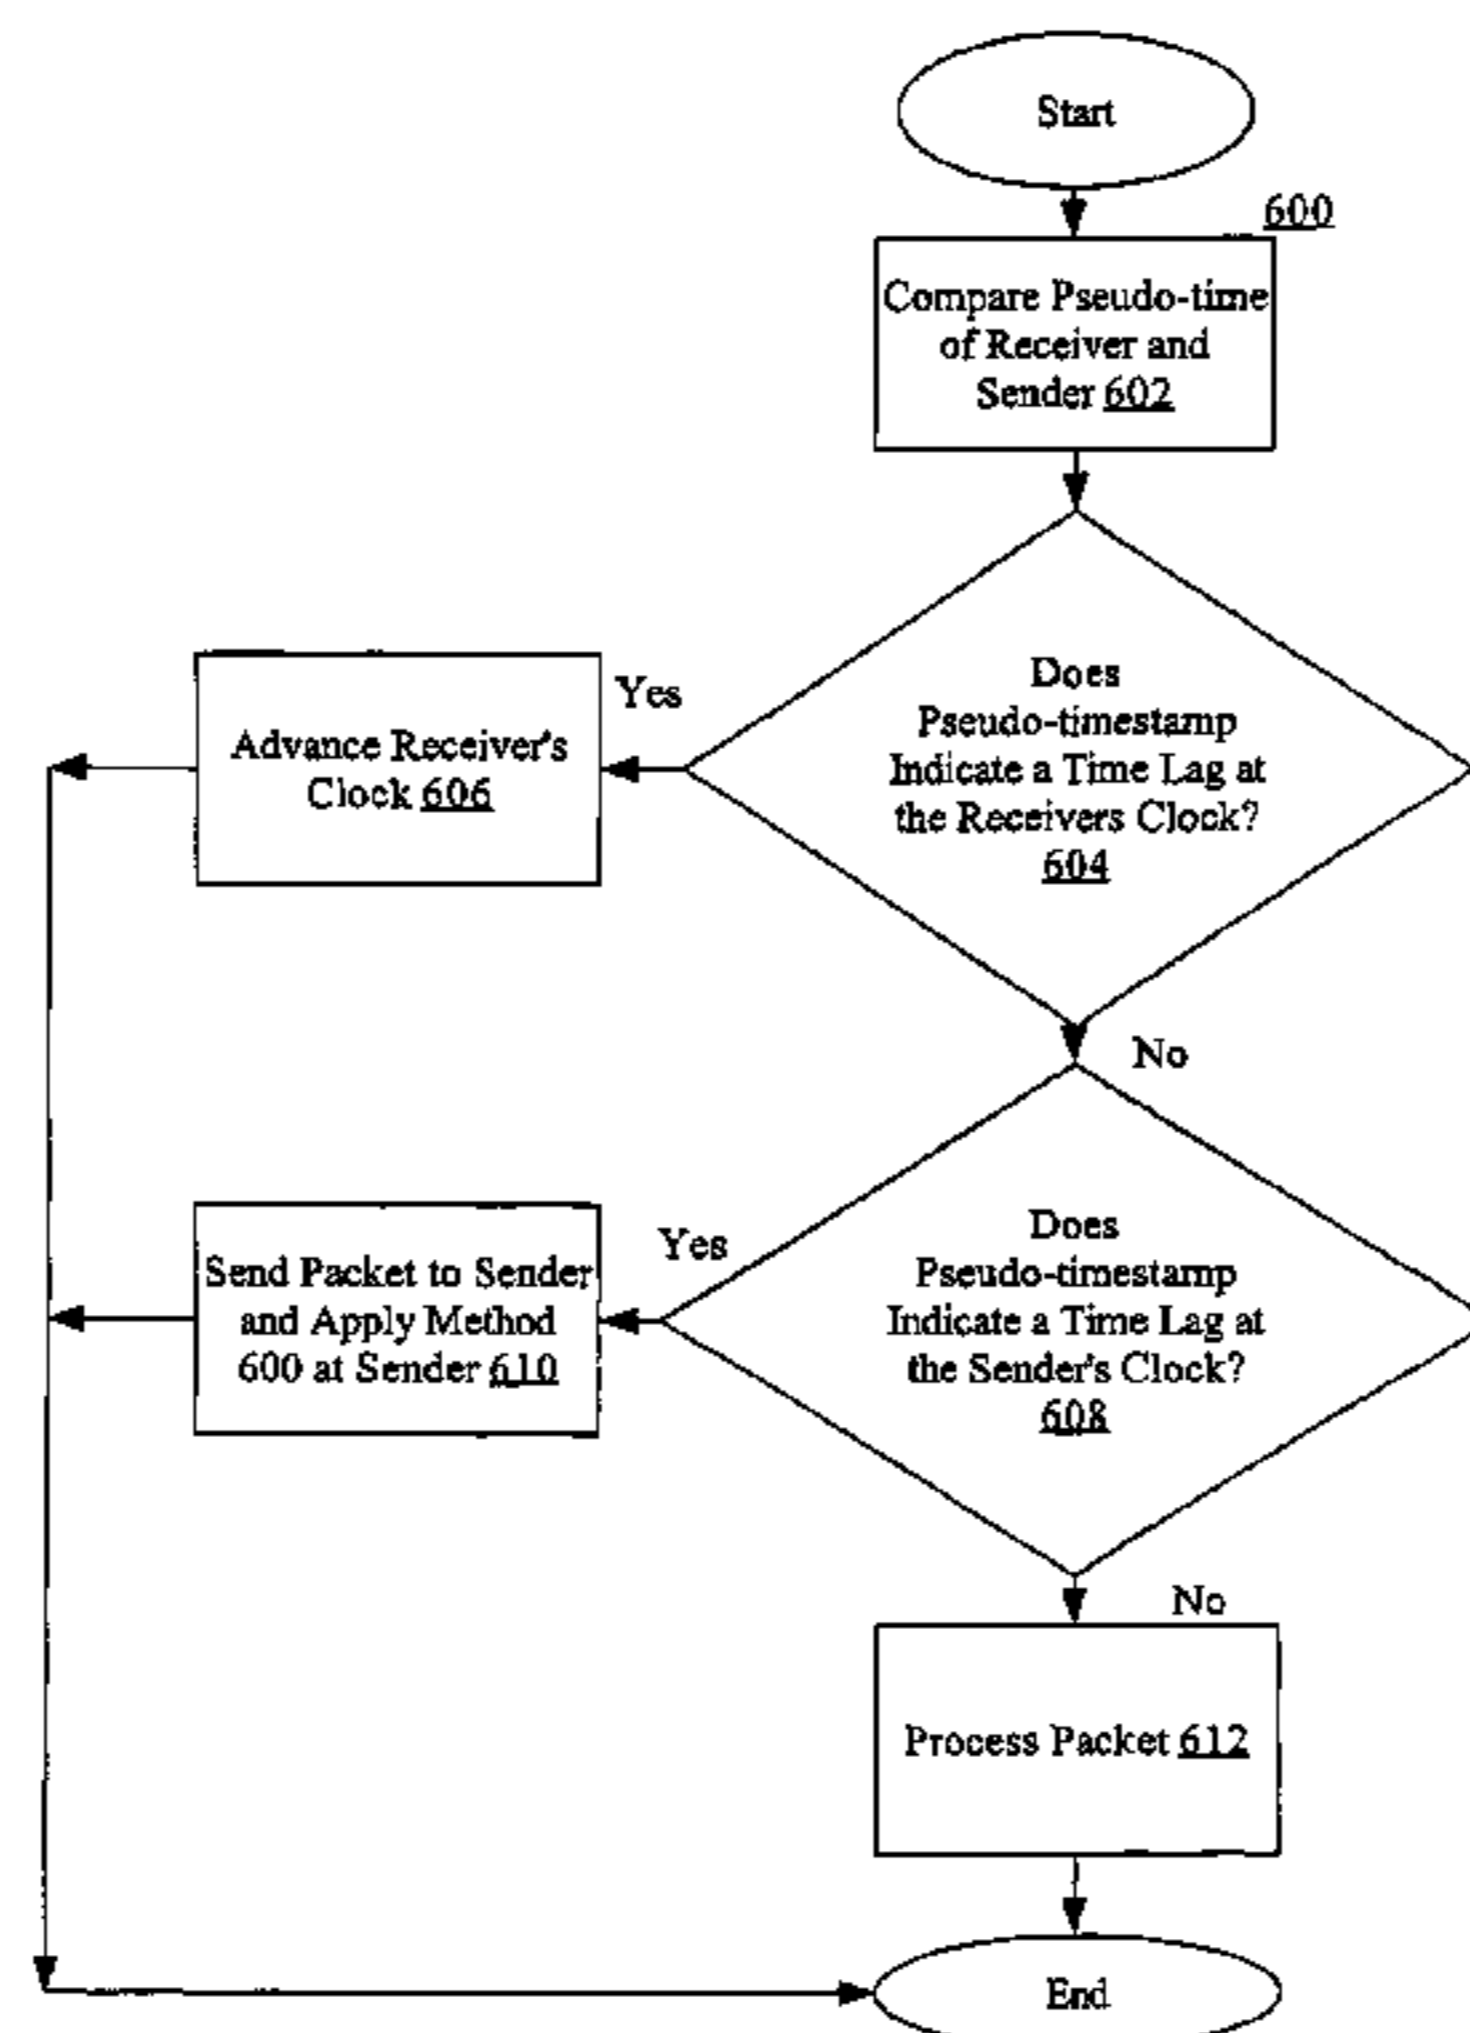 Start
600
Compare Pseudo-time
of Receiver and
Sender 602
Does
Pseudo-timestamp
Indicate a Time Lag at
the Receivers Clock?
604
Yes
Advance Receiver's
Clock 606
No
Does
Pseudo-timestamp
Indicate a Time Lag at
the Sender's Clock?
608
Yes
Send Packet to Sender
and Apply Method
600 at Sender 610
No
Process Packet 612
End